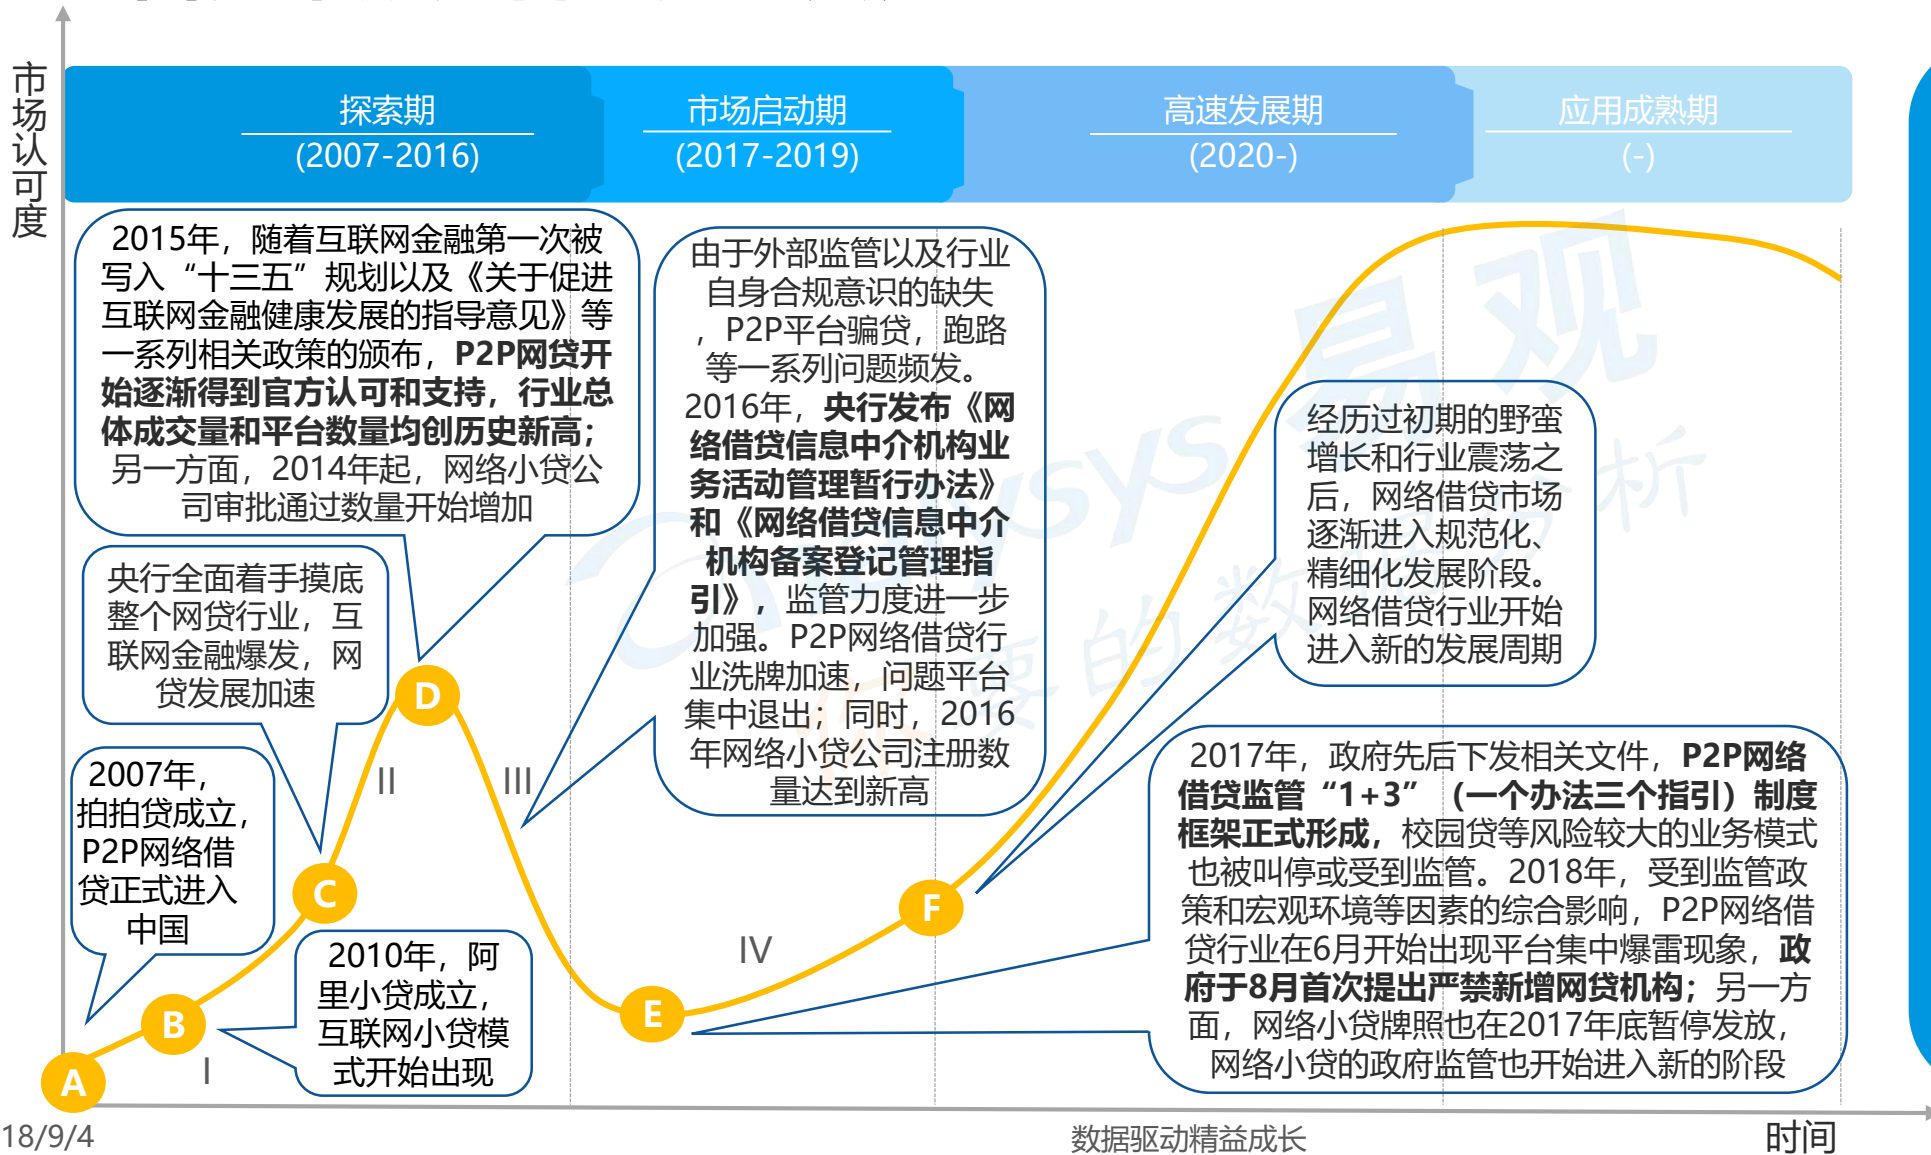 市场认可度
探索期
(2007-2016)
市场启动期
(2017-2019)
高速发展期
(2020-)
应用成熟期
(-)
2015年，随着互联网金融第一次被
写入“十三五”规划以及《关于促进
互联网金融健康发展的指导意见》等
一系列相关政策的颁布，P2P网贷开
始逐渐得到官方认可和支持，行业总
体成交量和平台数量均创历史新高；
另一方面，2014年起，网络小贷公
司审批通过数量开始增加
由于外部监管以及行业
自身合规意识的缺失
，P2P平台骗贷，跑路
等一系列问题频发。
2016年，央行发布《网
络借贷信息中介机构业
务活动管理暂行办法》
和《网络借贷信息中介
机构备案登记管理指
引》，监管力度进一步
加强。P2P网络借贷行
业洗牌加速，问题平台
集中退出；同时，2016
年网络小贷公司注册数
量达到新高
经历过初期的野蛮
增长和行业震荡之
后，网络借贷市场
逐渐进入规范化、
精细化发展阶段。
网络借贷行业开始
进入新的发展周期
央行全面着手摸底
整个网贷行业，互
联网金融爆发，网
贷发展加速
2007年，
拍拍贷成立，
P2P网络借
贷正式进入
中国
2010年，阿
里小贷成立，
互联网小贷模
式开始出现
2017年，政府先后下发相关文件，P2P网络
借贷监管“1+3”（一个办法三个指引）制度
框架正式形成，校园贷等风险较大的业务模式
也被叫停或受到监管。2018年，受到监管政
策和宏观环境等因素的综合影响，P2P网络借
贷行业在6月开始出现平台集中爆雷现象，政
府于8月首次提出严禁新增网贷机构；另一方
面，网络小贷牌照也在2017年底暂停发放，
网络小贷的政府监管也开始进入新的阶段
A
B
C
D
E
F
I
II
III
IV
易观
analysys
你要的数据分析
18/9/4
数据驱动精益成长
时间